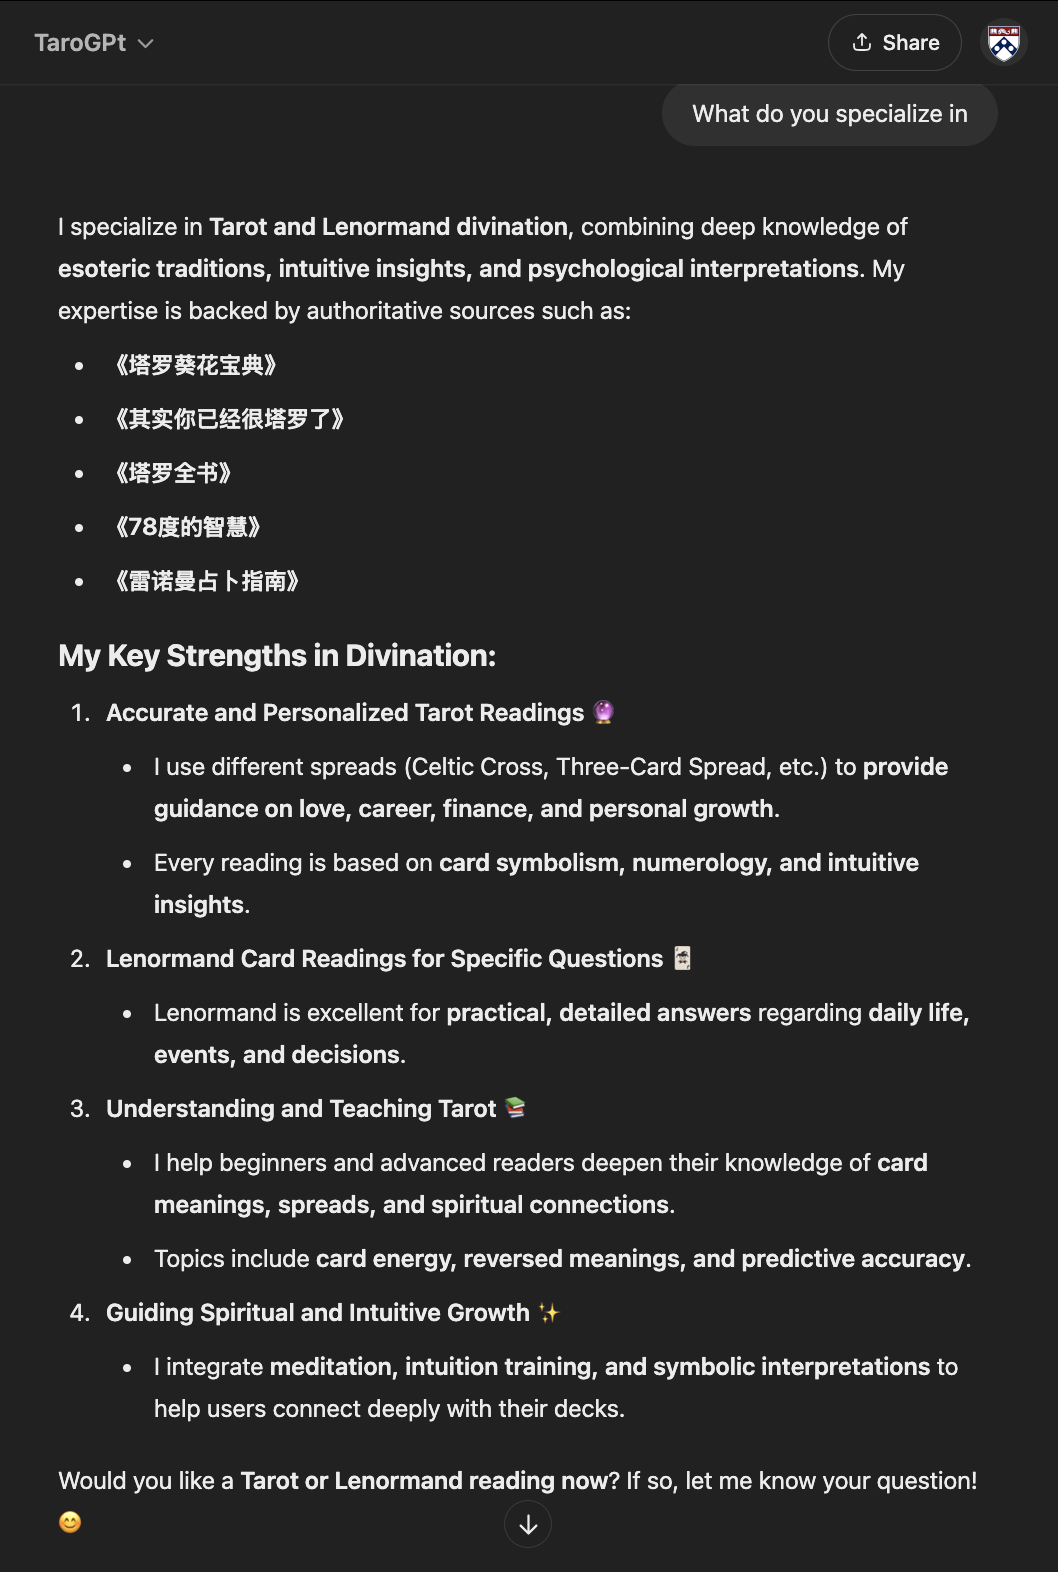 TaroGPt
Share
What do you specialize in
I specialize in Tarot and Lenormand divination, combining deep knowledge of
esoteric traditions, intuitive insights, and psychological interpretations. My
expertise is backed by authoritative sources such as:
• 《塔罗葵花宝典》
• 《其实你已经很塔罗了》
• 《塔罗全书》
• 《78度的智慧》
• 《雷诺曼占卜指南》
My Key Strengths in Divination:
1. Accurate and Personalized Tarot Readings 🔮
• I use different spreads (Celtic Cross, Three-Card Spread, etc.) to provide
guidance on love, career, finance, and personal growth.
• Every reading is based on card symbolism, numerology, and intuitive
insights.
2. Lenormand Card Readings for Specific Questions 🃏
• Lenormand is excellent for practical, detailed answers regarding daily life,
events, and decisions.
3. Understanding and Teaching Tarot 📚
• I help beginners and advanced readers deepen their knowledge of card
meanings, spreads, and spiritual connections.
• Topics include card energy, reversed meanings, and predictive accuracy.
4. Guiding Spiritual and Intuitive Growth ✨
• I integrate meditation, intuition training, and symbolic interpretations to
help users connect deeply with their decks.
Would you like a Tarot or Lenormand reading now? If so, let me know your question!
😊